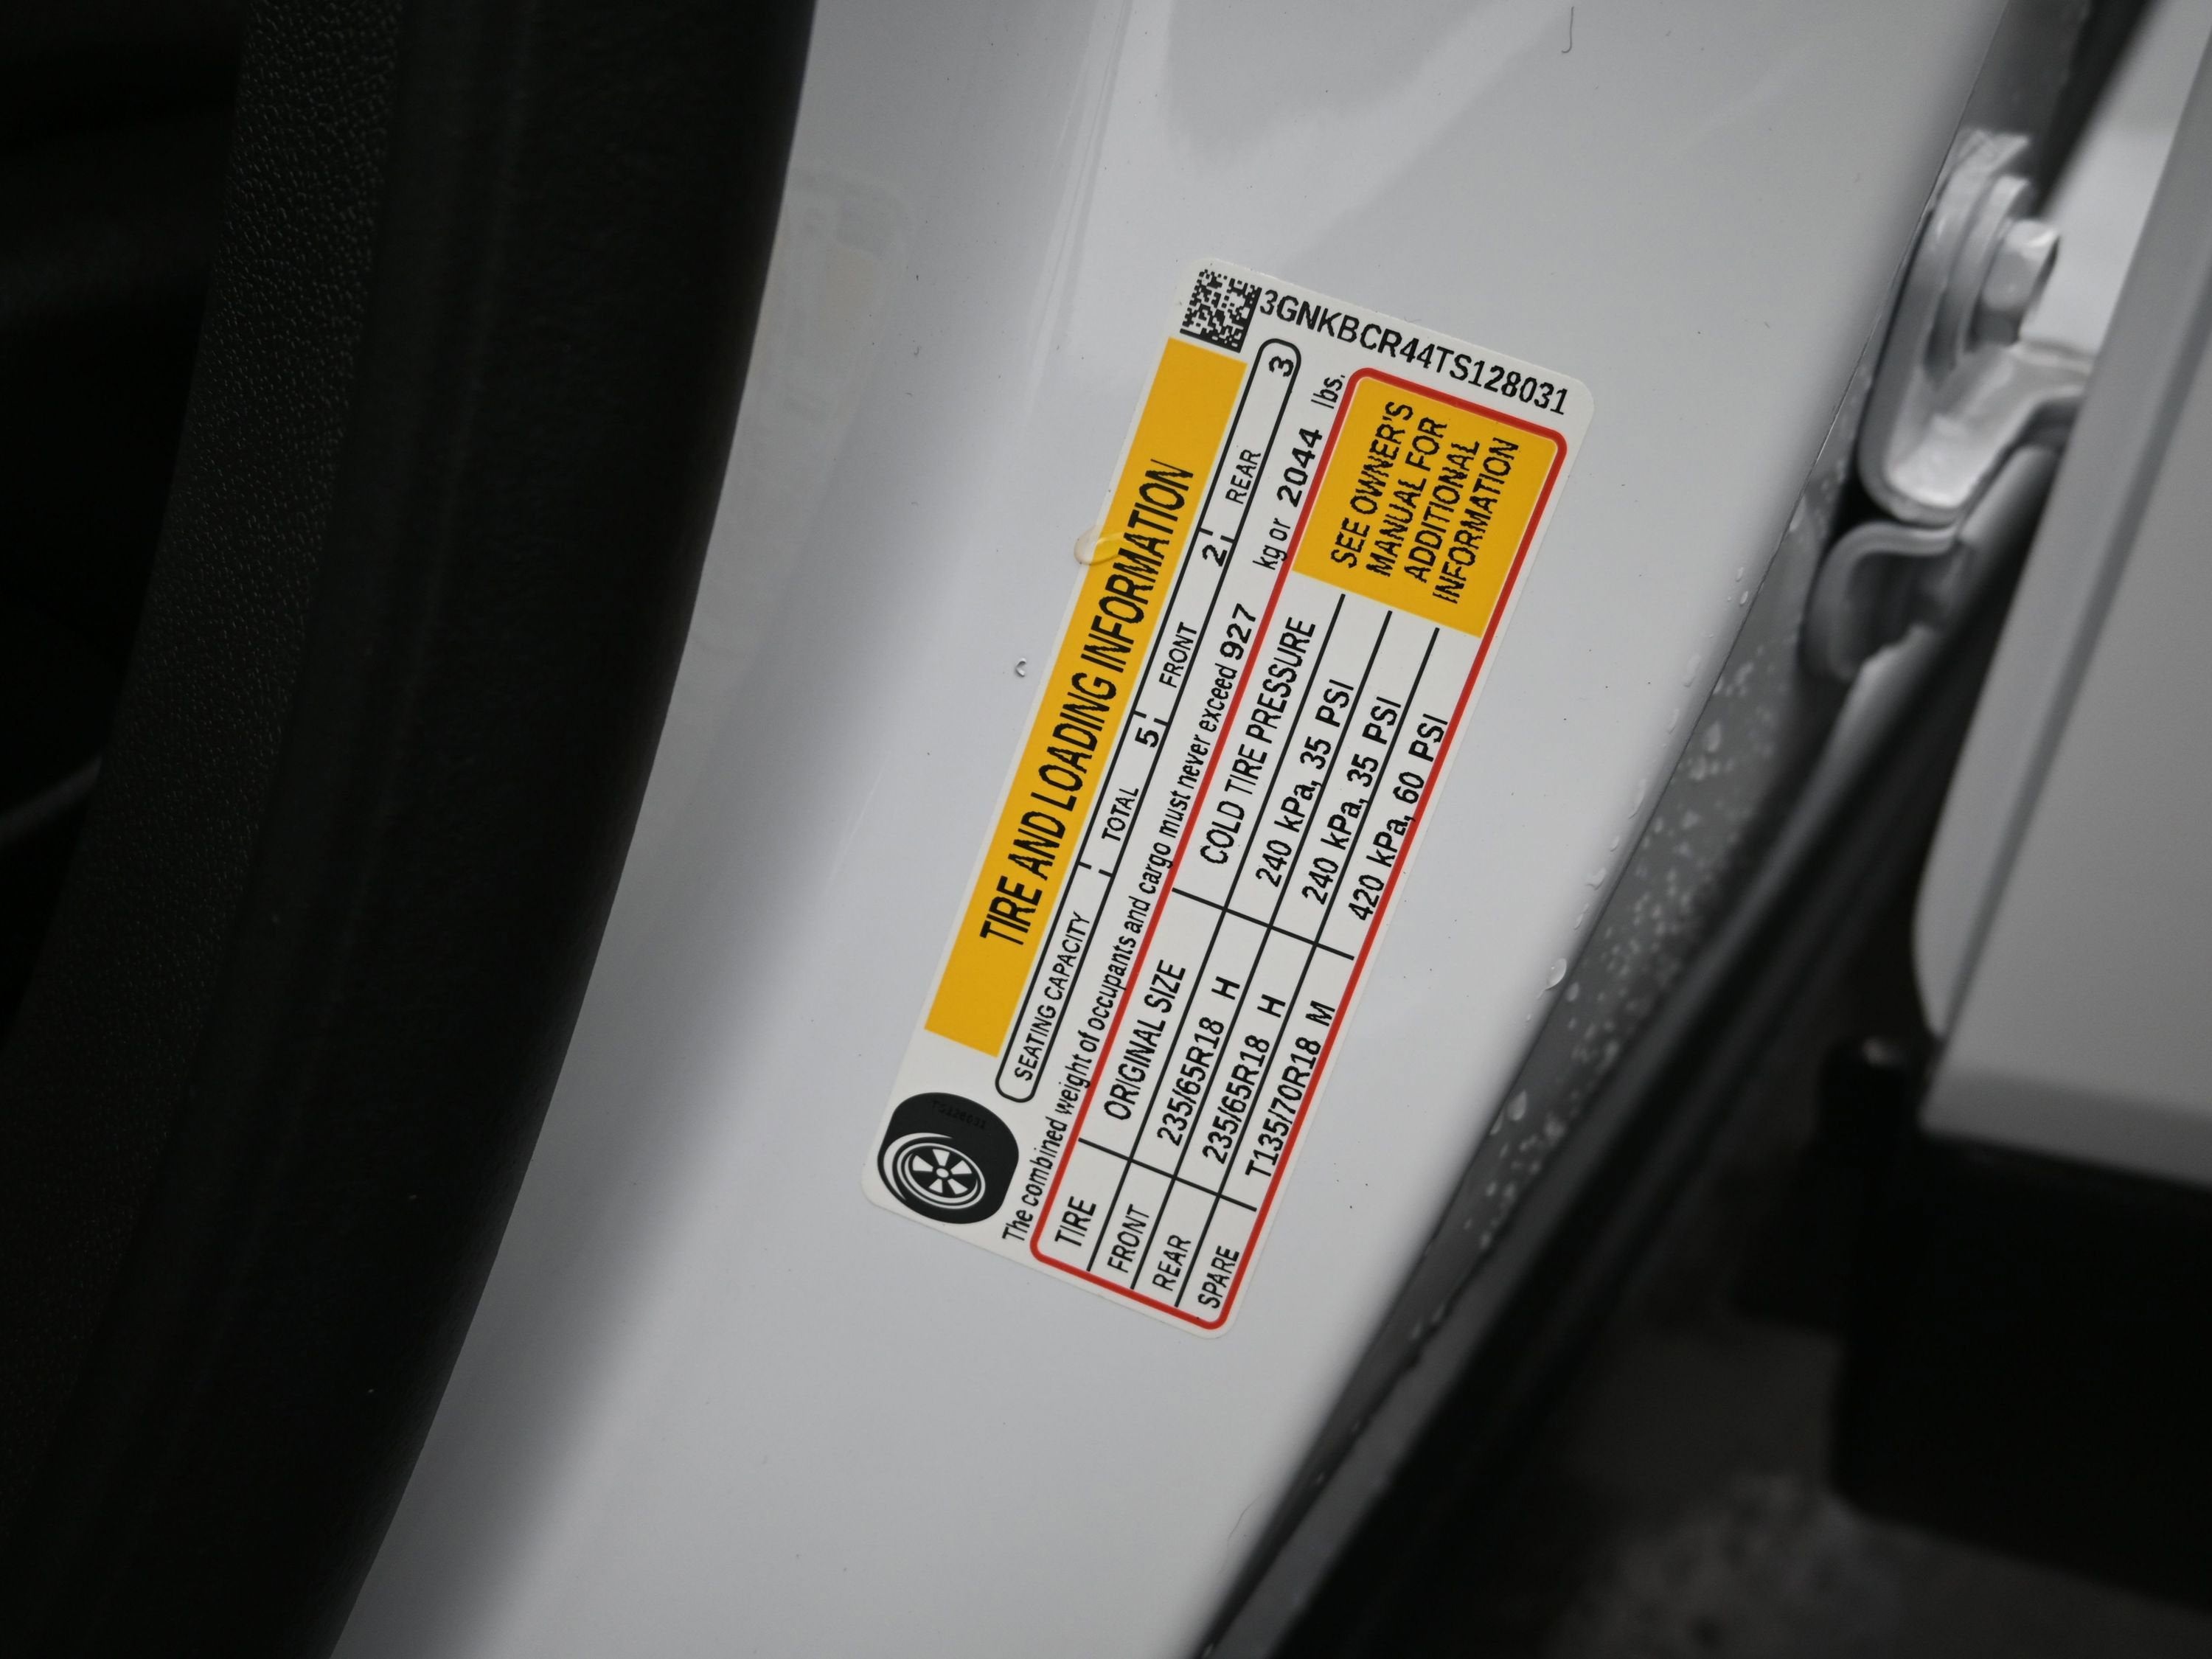 TIRE AND LOADING INFORMATION
SEATING CAPACITY TOTAL 5 FRONT 2 REAR 3
The combined weight of occupants and cargo must never exceed 927 kg or 2044 lbs.
TIRE ORIGINAL SIZE COLD TIRE PRESSURE
FRONT 235/65R18 H 240 kPa, 35 PSI
REAR 235/65R18 H 240 kPa, 35 PSI
SPARE T135/70R18 M 420 kPa, 60 PSI
SEE OWNER'S
MANUAL FOR
ADDITIONAL
INFORMATION
3GNKBCR44TS128031